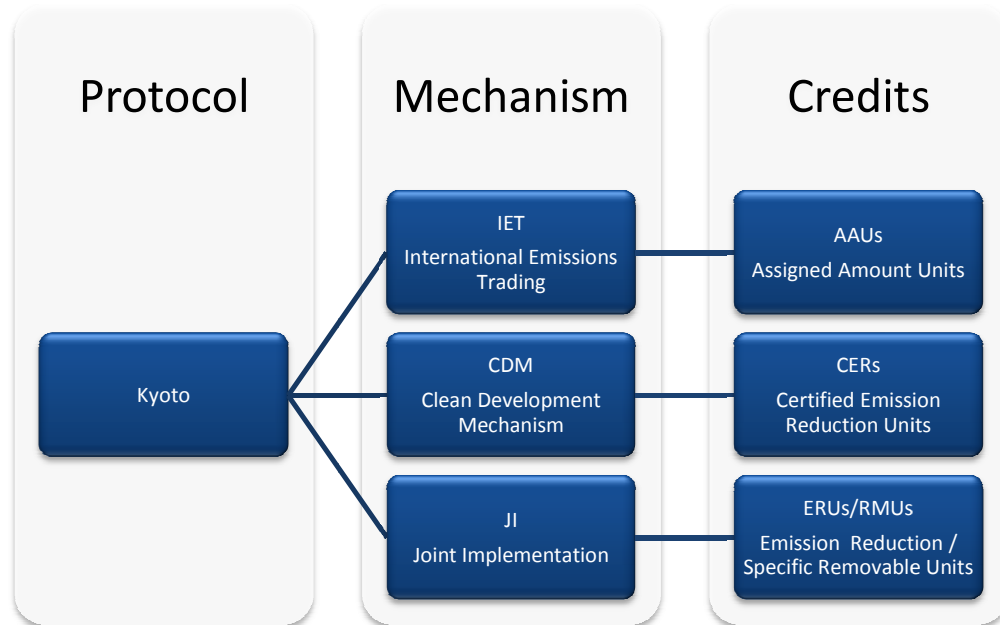 Protocol
Mechanism
Credits
Kyoto
IET
International Emissions
Trading
CDM
Clean Development
Mechanism
JI
Joint Implementation
AAUs
Assigned Amount Units
CERs
Certified Emission
Reduction Units
ERUs/RMUs
Emission  Reduction /
Specific Removable Units